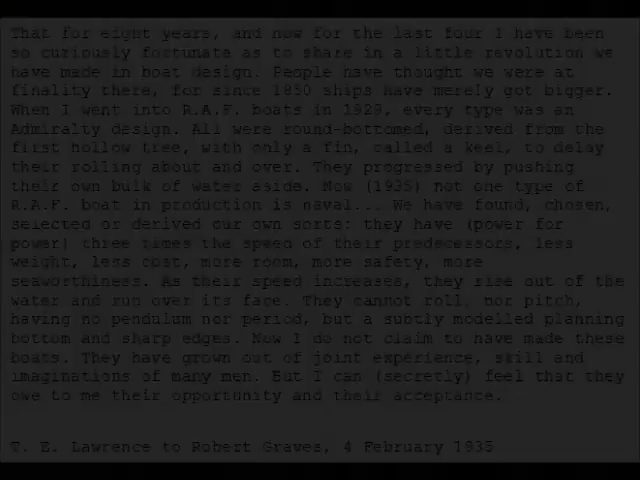 That for eight years, and now for the last four I have been
so curiously fortunate as to share in a little revolution we
have made in boat design. People have thought we were at
finality there, for since 1850 ships have merely got bigger.
When I went into R.A.F. boats in 1929, every type was an
Admiralty design. All were round-bottomed, derived from the
first hollow tree, with only a fin, called a keel, to delay
their rolling about and over. They progressed by pushing
their own bulk of water aside. Now (1935) not one type of
R.A.F. boat in production is naval... We have found, chosen,
selected or derived our own sorts: they have (power for
power) three times the speed of their predecessors, less
weight, less cost, more room, more safety, more
seaworthiness. As their speed increases, they rise out of the
water and run over its face. They cannot roll, nor pitch,
having no pendulum nor period, but a subtly modelled planning
bottom and sharp edges. Now I do not claim to have made these
boats. They have grown out of joint experience, skill and
imaginations of many men. But I can (secretly) feel that they
owe to me their opportunity and their acceptance.
T. E. Lawrence to Robert Graves, 4 February 1935